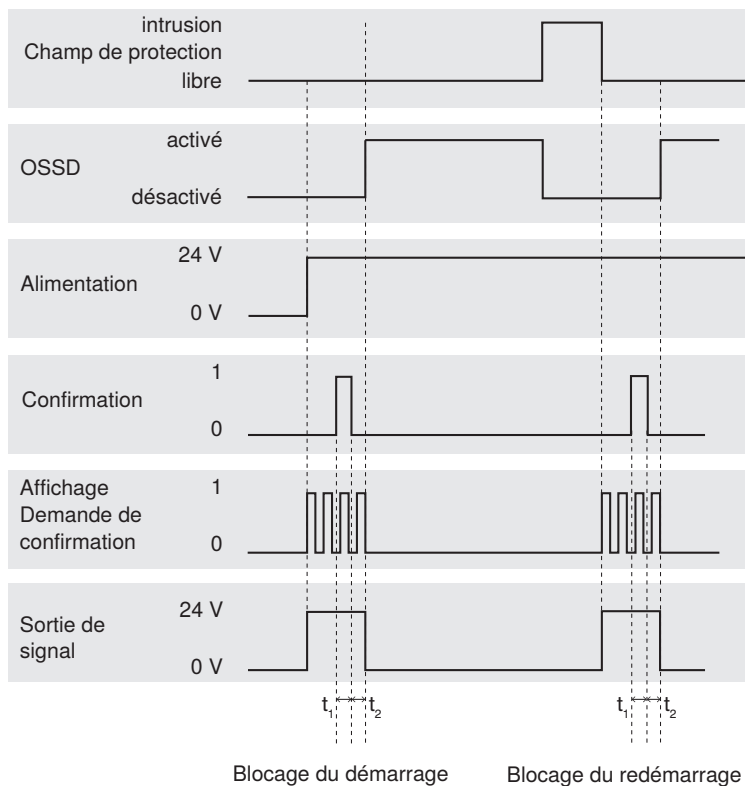 intrusion
Champ de protection
libre
activé
OSSD
désactivé
24 V
Alimentation
0 V
1
Confirmation
0
Affichage 1
Demande de
confirmation 0
24 V
Sortie de
signal
0 V
t1 t2 t1 t2
Blocage du démarrage Blocage du redémarrage